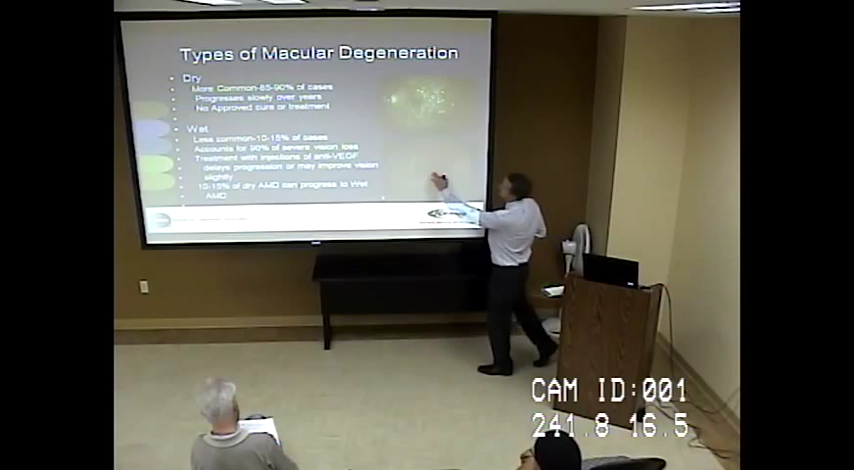 Types of Macular Degeneration
Dry
More Common-85-90% of cases
Progresses slowly over years
No Approved cure or treatment
Wet
Less common-10-15% of cases
Accounts for 90% of severe vision loss
Treatment with injections of anti-VEGF
delays progression or may improve vision
slightly
10-15% of dry AMD can progress to Wet
AMD
CAM ID:001
241.8 16.5